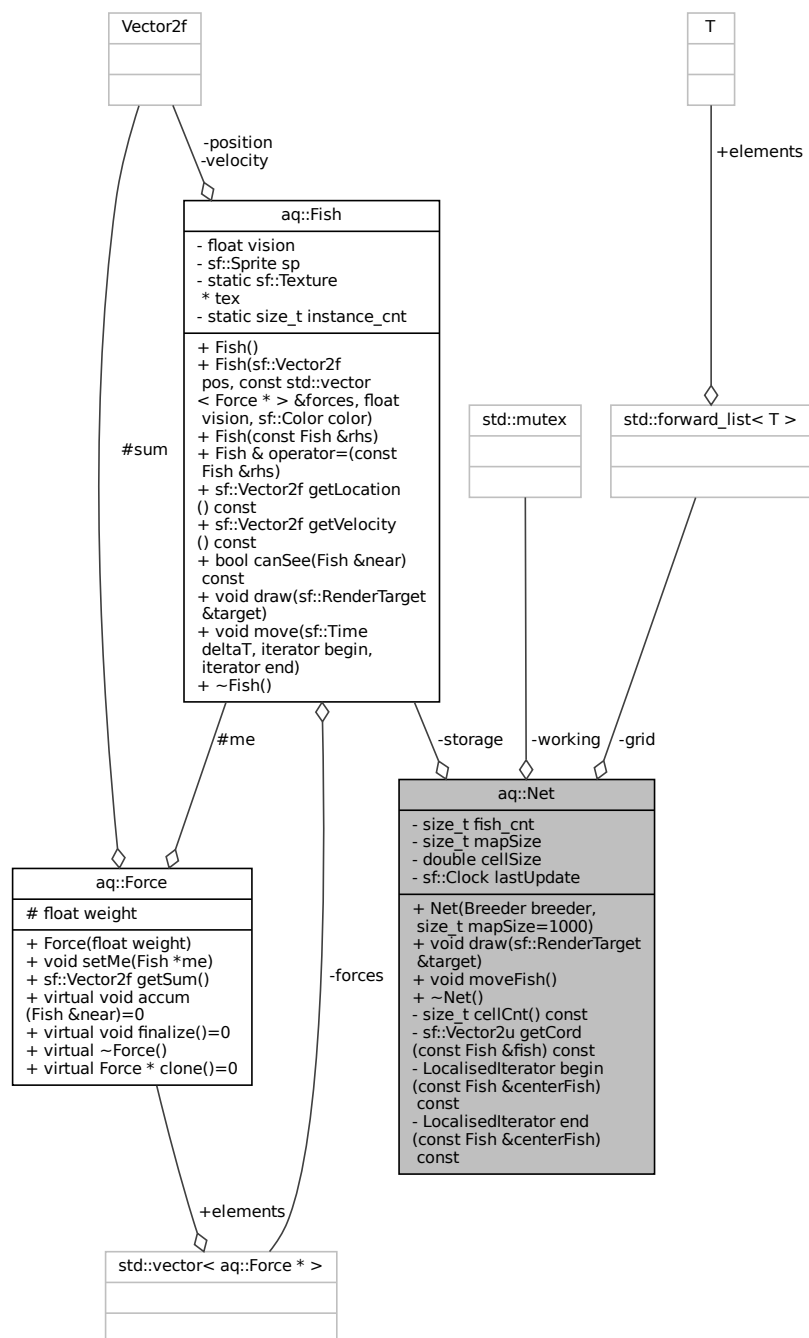 Vector2f
T
-position
-velocity
+elements
aq::Fish
- float vision
- sf::Sprite sp
- static sf::Texture
* tex
- static size_t instance_cnt
+ Fish()
+ Fish(sf::Vector2f
pos, const std::vector
< Force * > &forces, float
vision, sf::Color color)
+ Fish(const Fish &rhs)
+ Fish & operator=(const
Fish &rhs)
+ sf::Vector2f getLocation
() const
+ sf::Vector2f getVelocity
() const
+ bool canSee(Fish &near)
const
+ void draw(sf::RenderTarget
&target)
+ void move(sf::Time
deltaT, iterator begin,
iterator end)
+ ~Fish()
std::mutex
std::forward_list< T >
#sum
#me
-storage
-working
-grid
aq::Net
- size_t fish_cnt
- size_t mapSize
- double cellSize
- sf::Clock lastUpdate
+ Net(Breeder breeder,
size_t mapSize=1000)
+ void draw(sf::RenderTarget
&target)
+ void moveFish()
+ ~Net()
- size_t cellCnt() const
- sf::Vector2u getCord
(const Fish &fish) const
- LocalisedIterator begin
(const Fish &centerFish)
const
- LocalisedIterator end
(const Fish &centerFish)
const
aq::Force
# float weight
+ Force(float weight)
+ void setMe(Fish *me)
+ sf::Vector2f getSum()
+ virtual void accum
(Fish &near)=0
+ virtual void finalize()=0
+ virtual ~Force()
+ virtual Force * clone()=0
-forces
+elements
std::vector< aq::Force * >